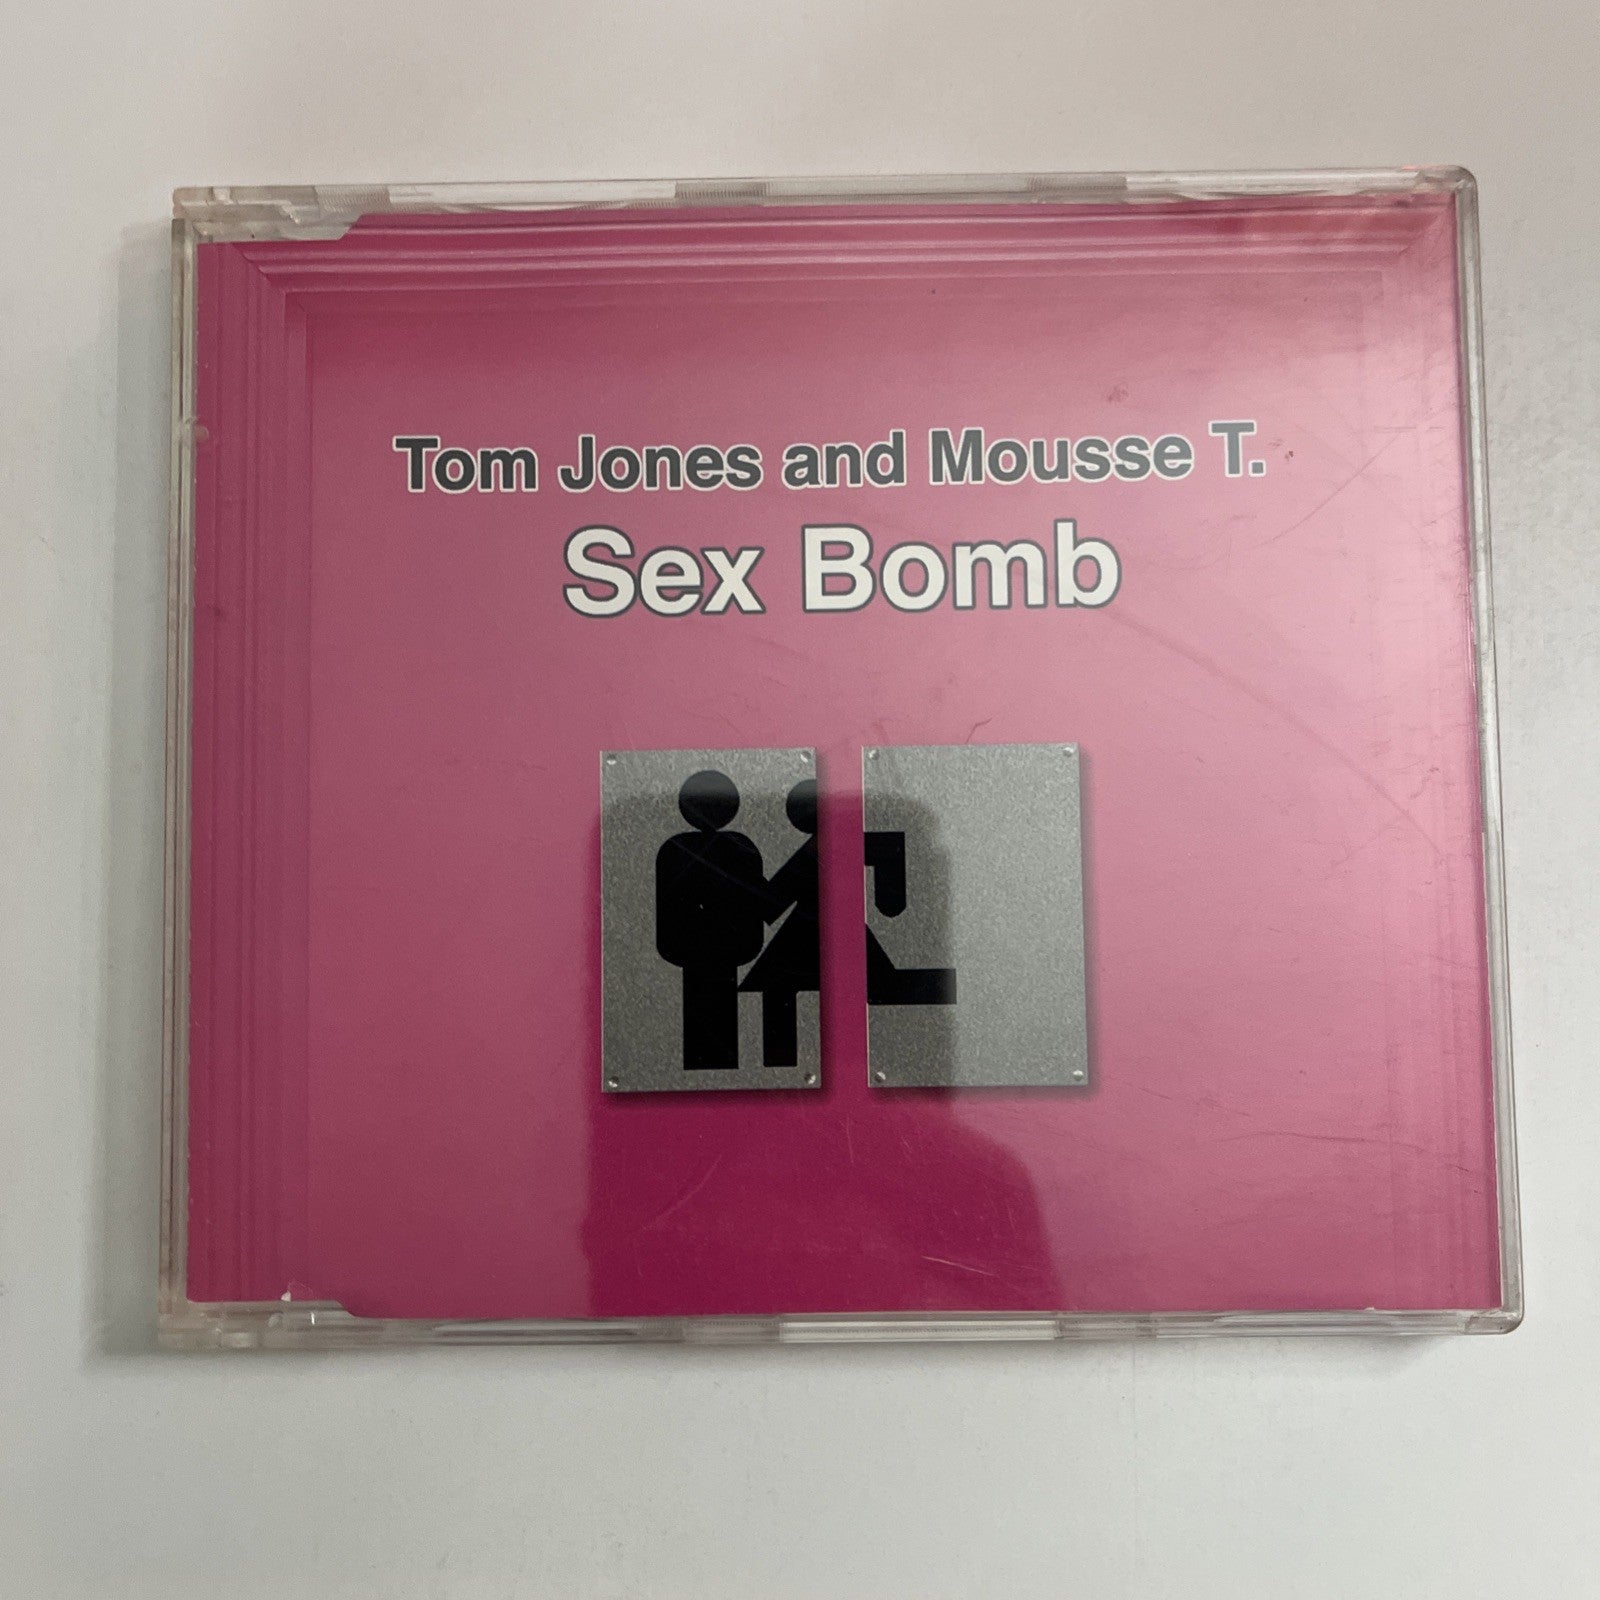 Tom Jones and Mousse T.
Sex Bomb